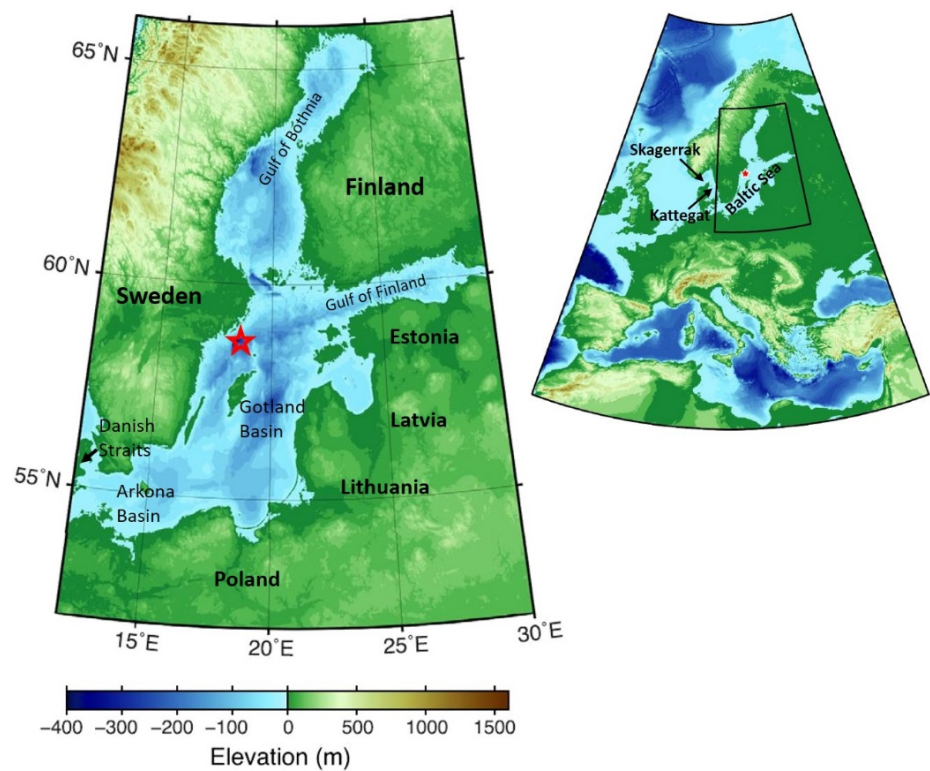 65°N
Gulf of Bothnia
Finland
60°N
Sweden
Gulf of Finland
Estonia
Gotland
Basin
Latvia
Danish
Straits
55°N
Arkona
Basin
Lithuania
Poland
15°E
20°E
25°E
30°E
Skagerrak
Kattegat
Baltic Sea
−400 −300 −200 −100 0 500 1000 1500
Elevation (m)